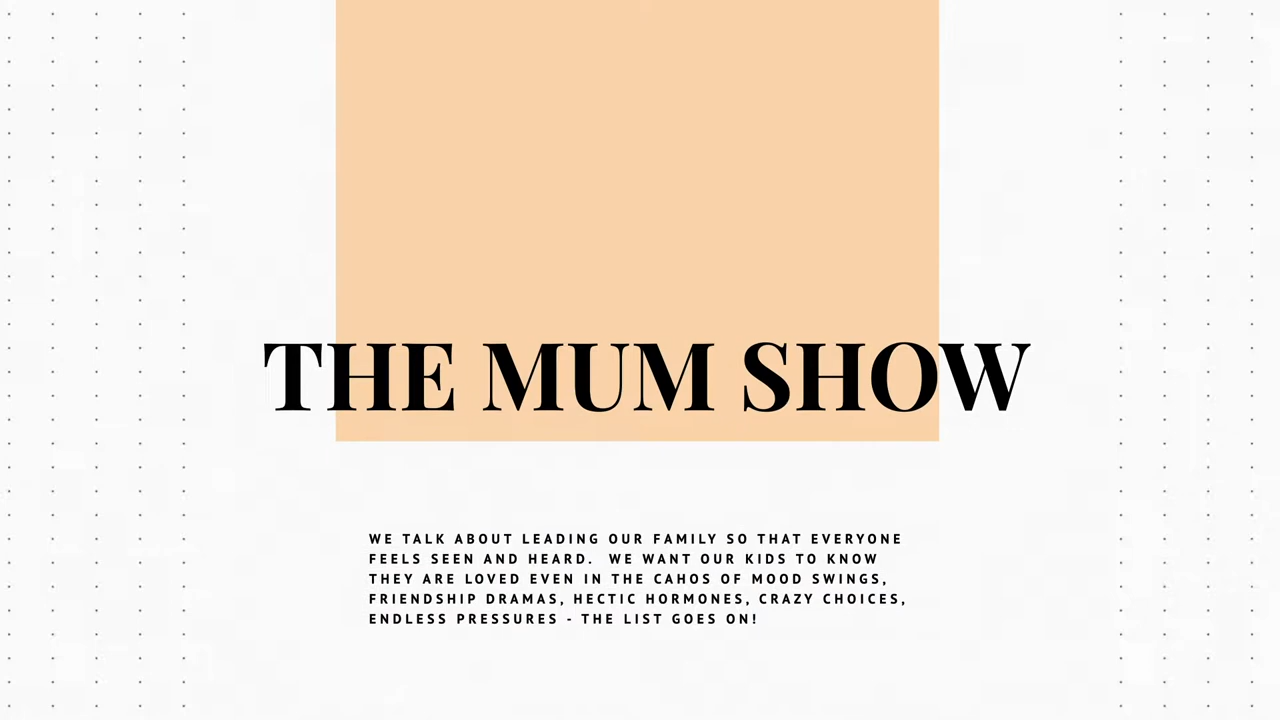 THE MUM SHOW
WE TALK ABOUT LEADING OUR FAMILY SO THAT EVERYONE
FEELS SEEN AND HEARD.  WE WANT OUR KIDS TO KNOW
THEY ARE LOVED EVEN IN THE CAHOS OF MOOD SWINGS,
FRIENDSHIP DRAMAS, HECTIC HORMONES, CRAZY CHOICES,
ENDLESS PRESSURES - THE LIST GOES ON!